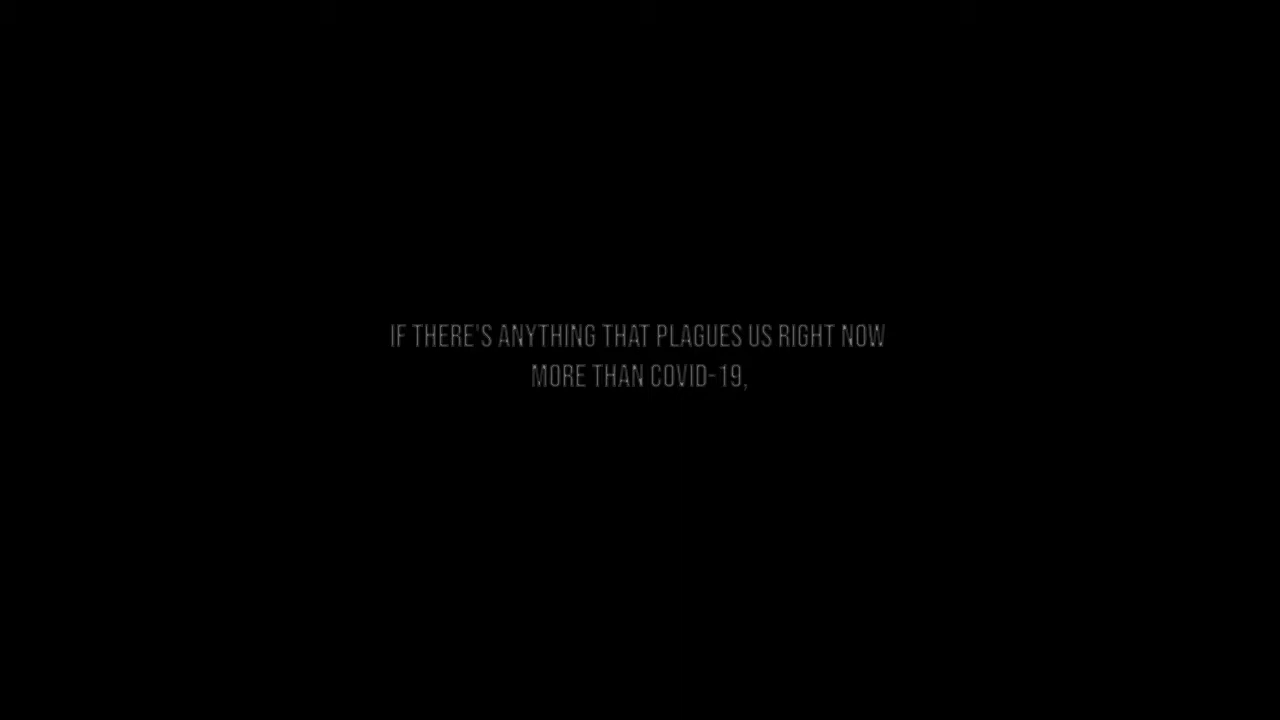 IF THERE'S ANYTHING THAT PLAGUES US RIGHT NOW
MORE THAN COVID-19,